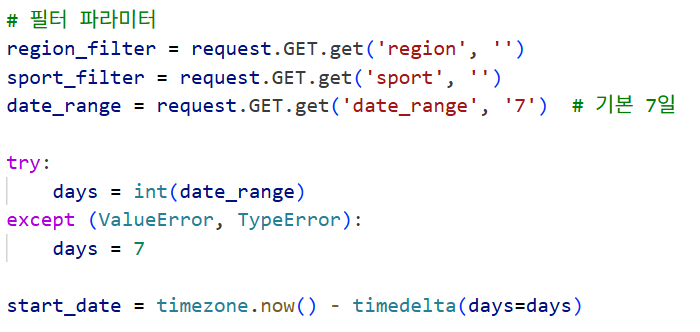 # 필터 파라미터
region_filter = request.GET.get('region', '')
sport_filter = request.GET.get('sport', '')
date_range = request.GET.get('date_range', '7')  # 기본 7일

try:
    days = int(date_range)
except (ValueError, TypeError):
    days = 7

start_date = timezone.now() - timedelta(days=days)